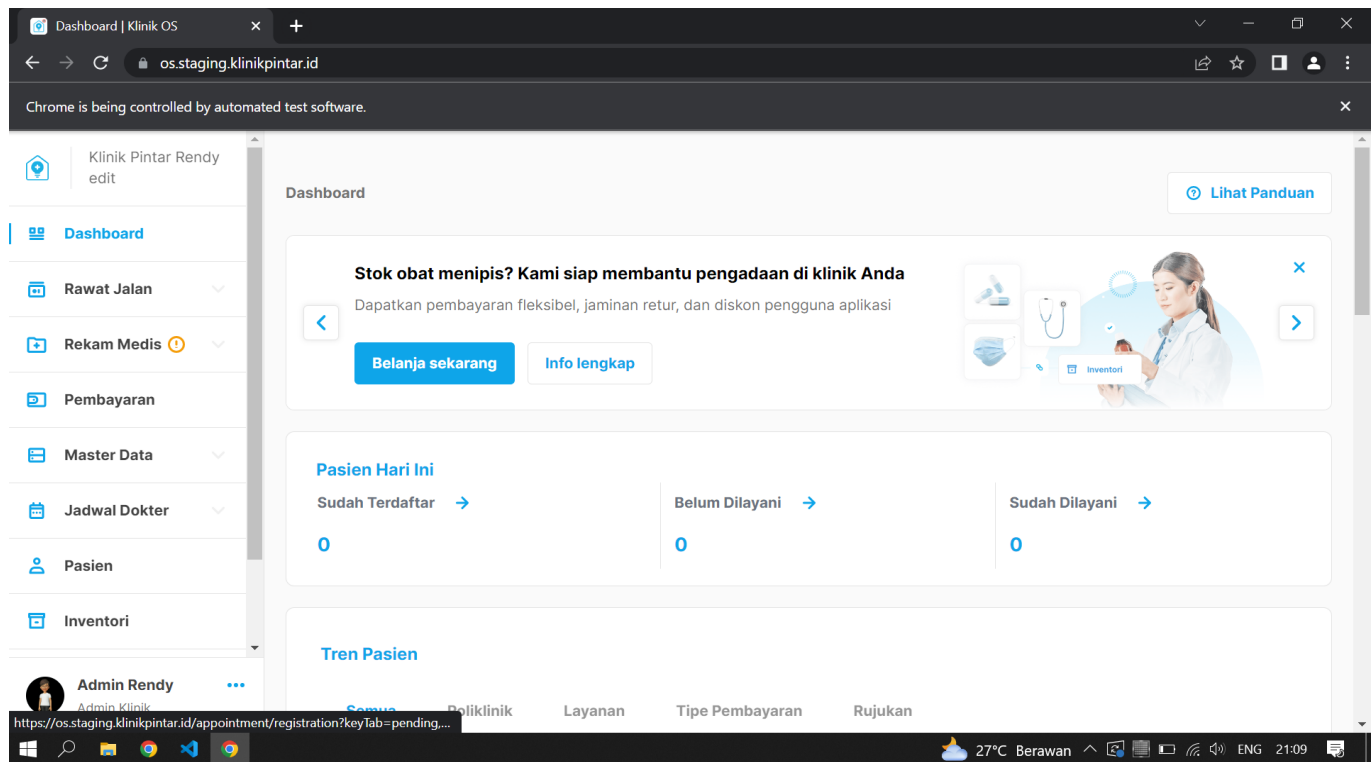 Dashboard | Klinik OS
os.staging.klinikpintar.id
Chrome is being controlled by automated test software.
Klinik Pintar Rendy
edit
Dashboard
Rawat Jalan
Rekam Medis
Pembayaran
Master Data
Jadwal Dokter
Pasien
Inventori
Admin Rendy
Admin Klinik
Dashboard
Lihat Panduan
Stok obat menipis? Kami siap membantu pengadaan di klinik Anda
Dapatkan pembayaran fleksibel, jaminan retur, dan diskon pengguna aplikasi
Belanja sekarang
Info lengkap
Inventori
Pasien Hari Ini
Sudah Terdaftar
Belum Dilayani
Sudah Dilayani
0
0
0
Tren Pasien
Semua
Poliklinik
Layanan
Tipe Pembayaran
Rujukan
https://os.staging.klinikpintar.id/appointment/registration?keyTab=pending,...
27°C Berawan
ENG
21:09